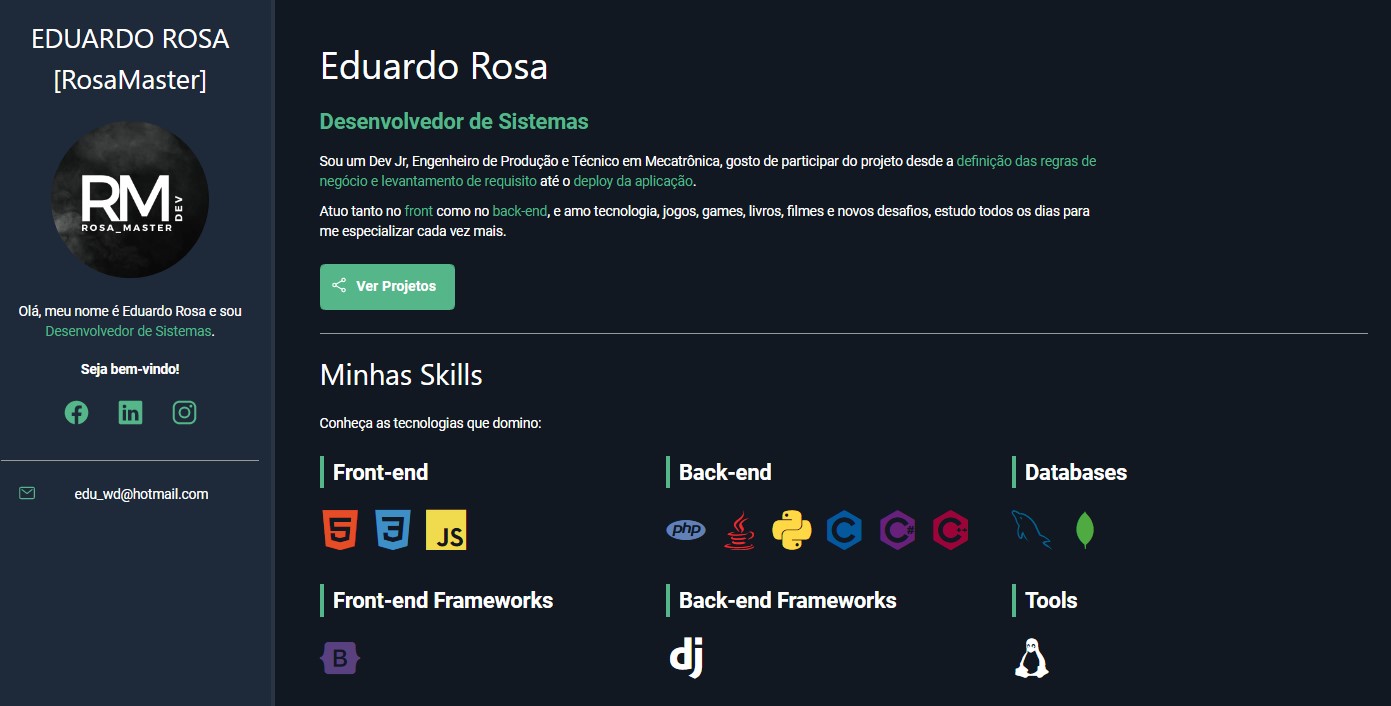 EDUARDO ROSA
[RosaMaster]
RM
DEV
ROSA_MASTER
Olá, meu nome é Eduardo Rosa e sou
Desenvolvedor de Sistemas.
Seja bem-vindo!
in
edu_wd@hotmail.com
Eduardo Rosa
Desenvolvedor de Sistemas
Sou um Dev Jr, Engenheiro de Produção e Técnico em Mecatrônica, gosto de participar do projeto desde a definição das regras de
negócio e levantamento de requisito até o deploy da aplicação.
Atuo tanto no front como no back-end, e amo tecnologia, jogos, games, livros, filmes e novos desafios, estudo todos os dias para
me especializar cada vez mais.
Ver Projetos
Minhas Skills
Conheça as tecnologias que domino:
Front-end
5 3 JS
Back-end
php C C# C++
Databases
Front-end Frameworks
B
Back-end Frameworks
dj
Tools